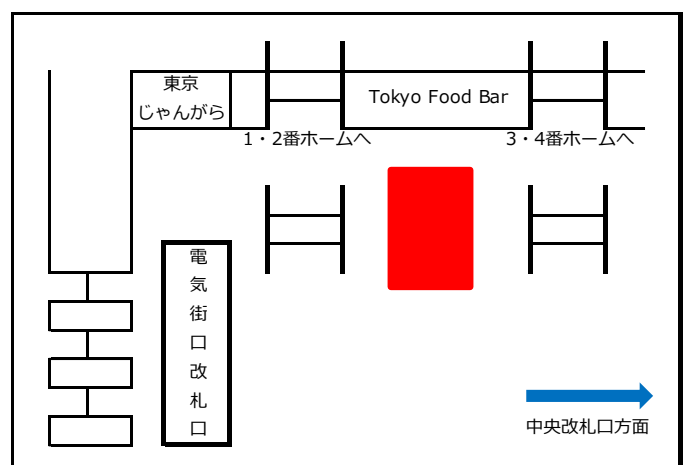 東京
じゃんがら
Tokyo Food Bar
1・2番ホームへ
3・4番ホームへ
電気街口改札口
中央改札口方面